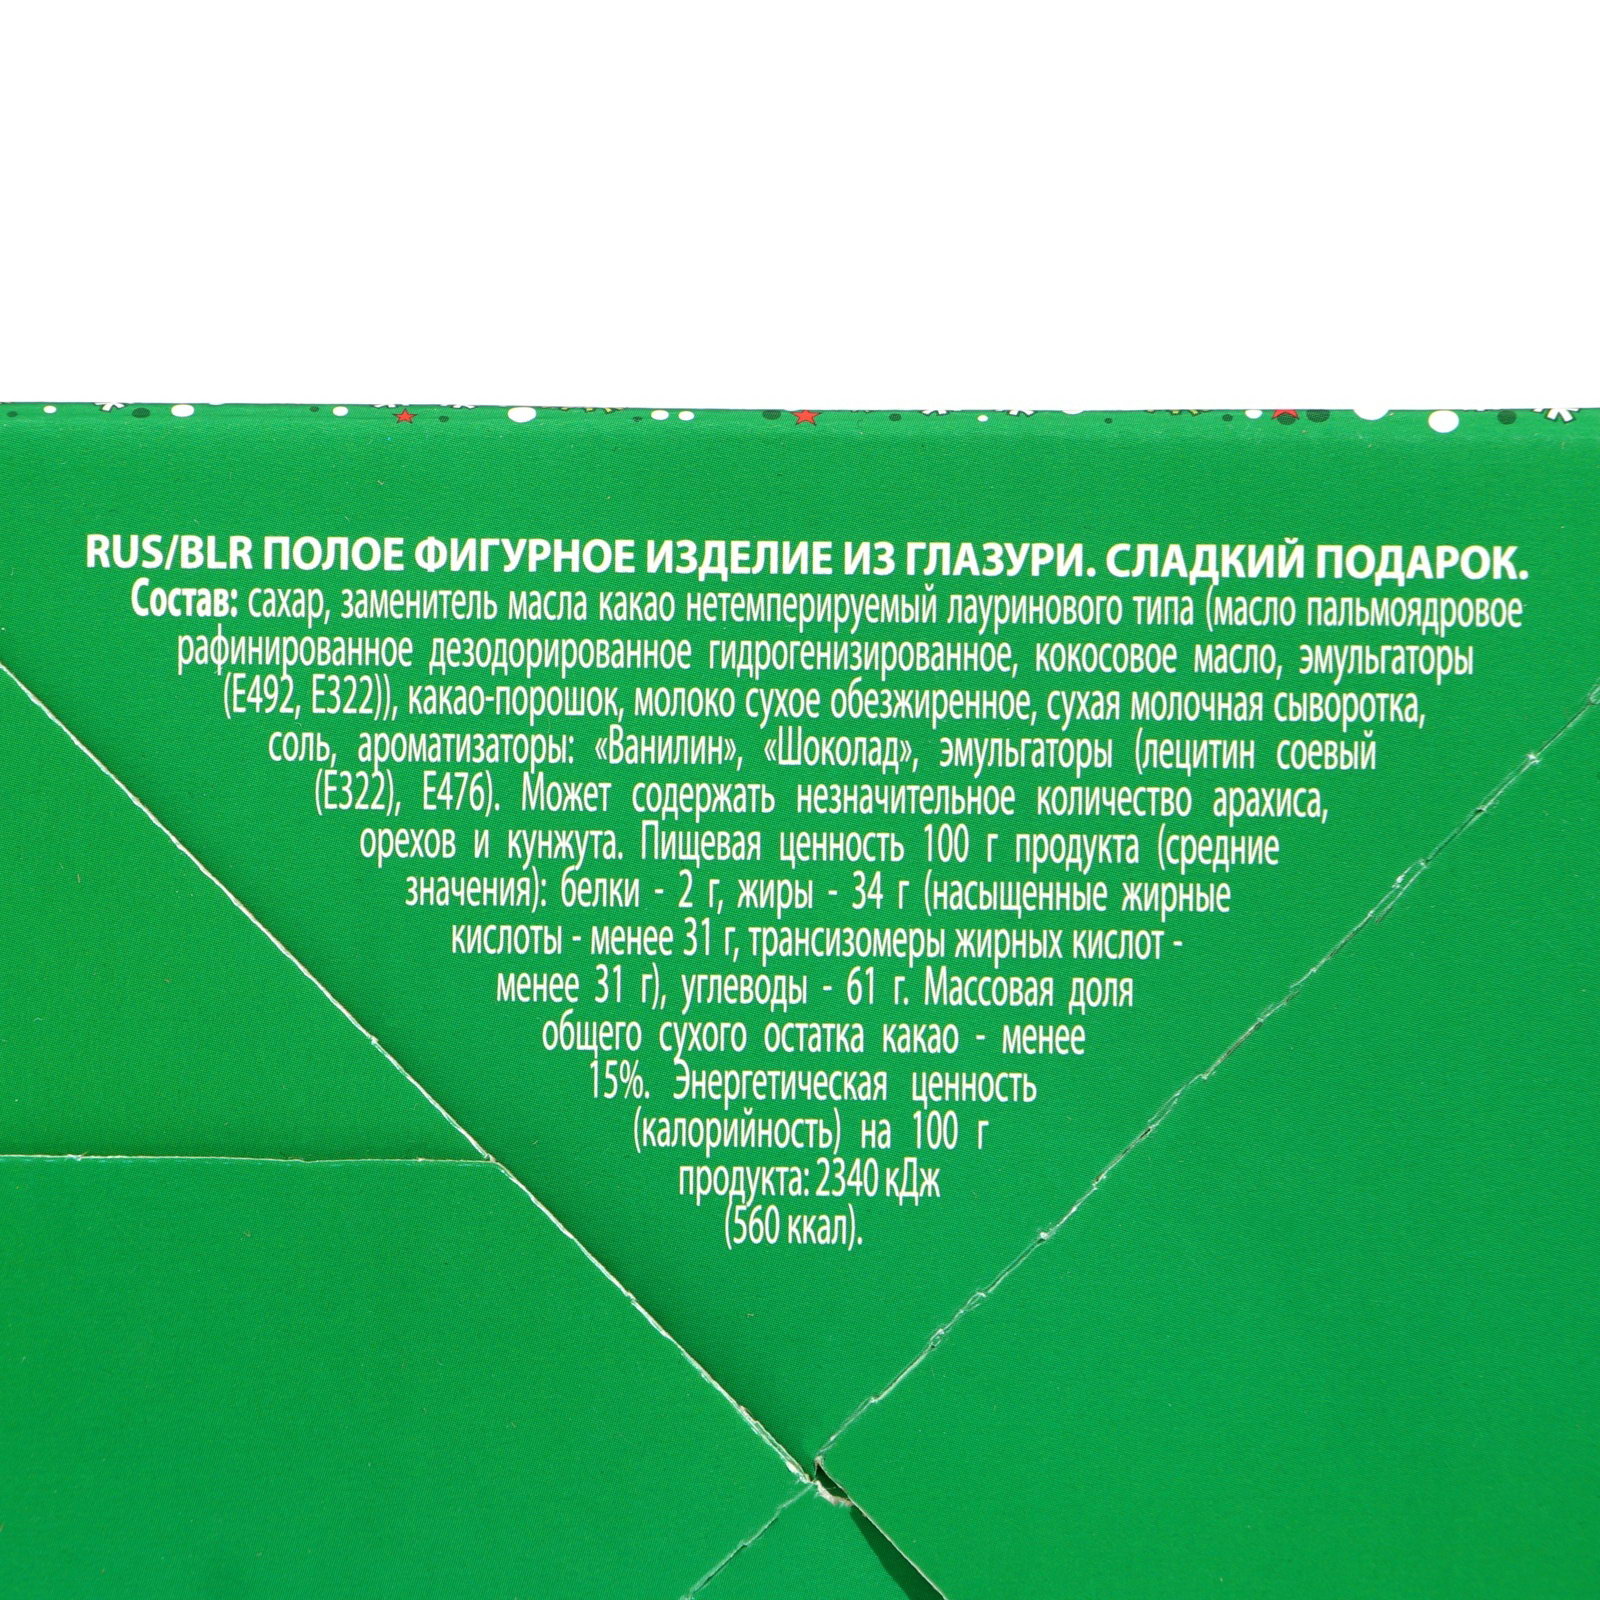 RUS/BLR ПОЛОЕ ФИГУРНОЕ ИЗДЕЛИЕ ИЗ ГЛАЗУРИ. СЛАДКИЙ ПОДАРОК.
Состав: сахар, заменитель масла какао нетемперируемый лауринового типа (масло пальмоядровое
рафинированное дезодорированное гидрогенизированное, кокосовое масло, эмульгаторы
(Е492, Е322)), какао-порошок, молоко сухое обезжиренное, сухая молочная сыворотка,
соль, ароматизаторы: «Ванилин», «Шоколад», эмульгаторы (лецитин соевый
(Е322), Е476). Может содержать незначительное количество арахиса,
орехов и кунжута. Пищевая ценность 100 г продукта (средние
значения): белки - 2 г, жиры - 34 г (насыщенные жирные
кислоты - менее 31 г, трансизомеры жирных кислот -
менее 31 г), углеводы - 61 г. Массовая доля
общего сухого остатка какао - менее
15%. Энергетическая ценность
(калорийность) на 100 г
продукта: 2340 кДж
(560 ккал).